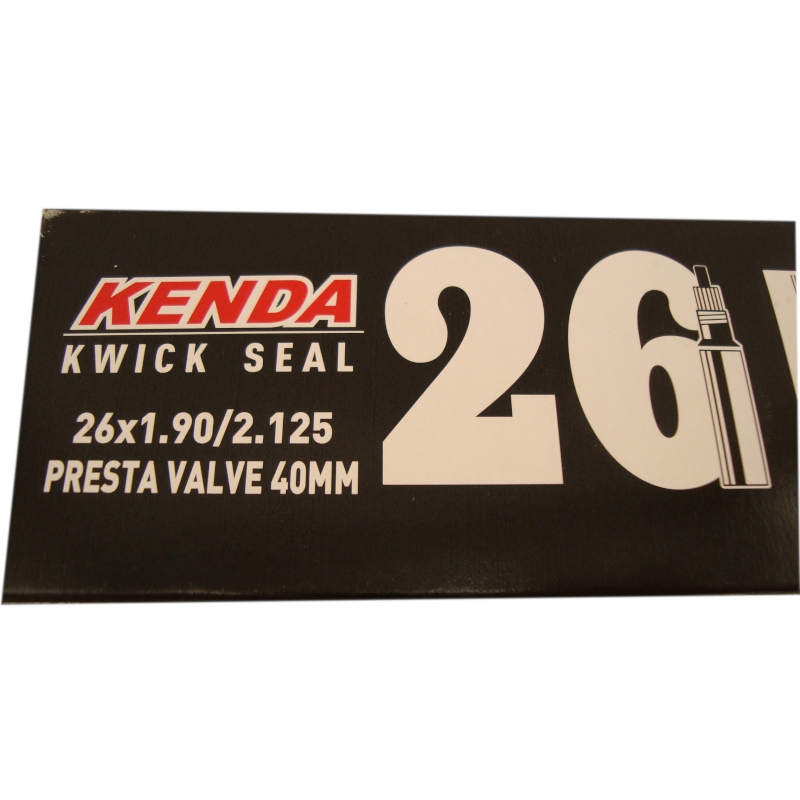 KENDA
KWICK SEAL
26x1.90/2.125
PRESTA VALVE 40MM
26